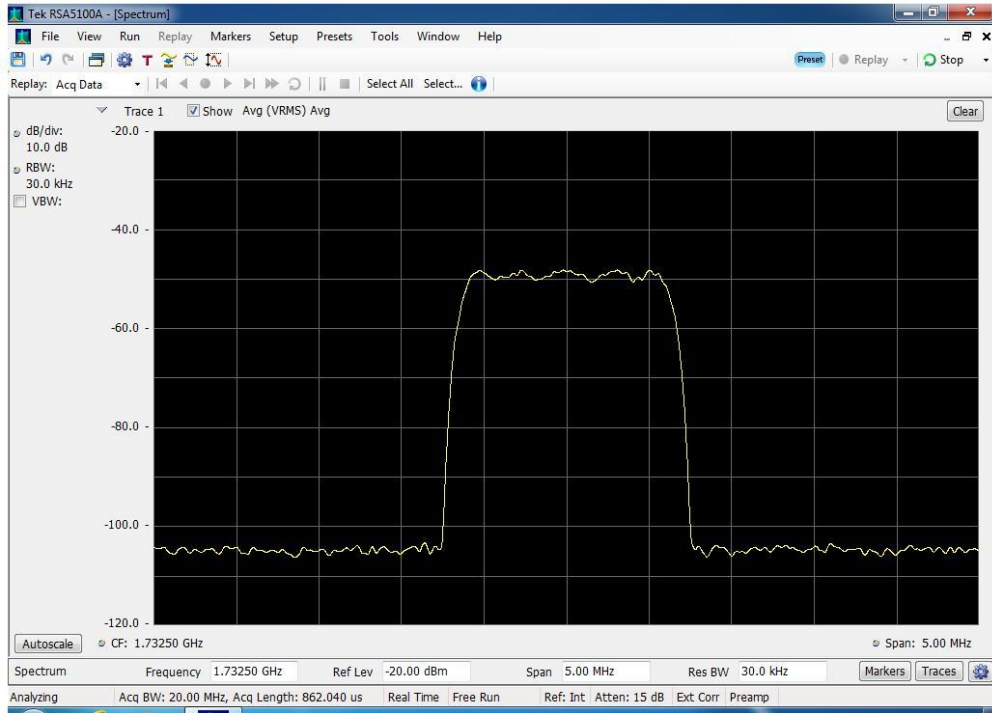 Tek RSA5100A - [Spectrum]
File View Run Replay Markers Setup Presets Tools Window Help
Preset Replay Stop
Replay: Acq Data Select All Select...
Trace 1 Show Avg (VRMS) Avg Clear
dB/div:
10.0 dB
RBW:
30.0 kHz
VBW:
-20.0
-40.0
-60.0
-80.0
-100.0
-120.0
Autoscale CF: 1.73250 GHz Span: 5.00 MHz
Spectrum Frequency 1.73250 GHz Ref Lev -20.00 dBm Span 5.00 MHz Res BW 30.0 kHz Markers Traces
Analyzing Acq BW: 20.00 MHz, Acq Length: 862.040 us Real Time Free Run Ref: Int Atten: 15 dB Ext Corr Preamp